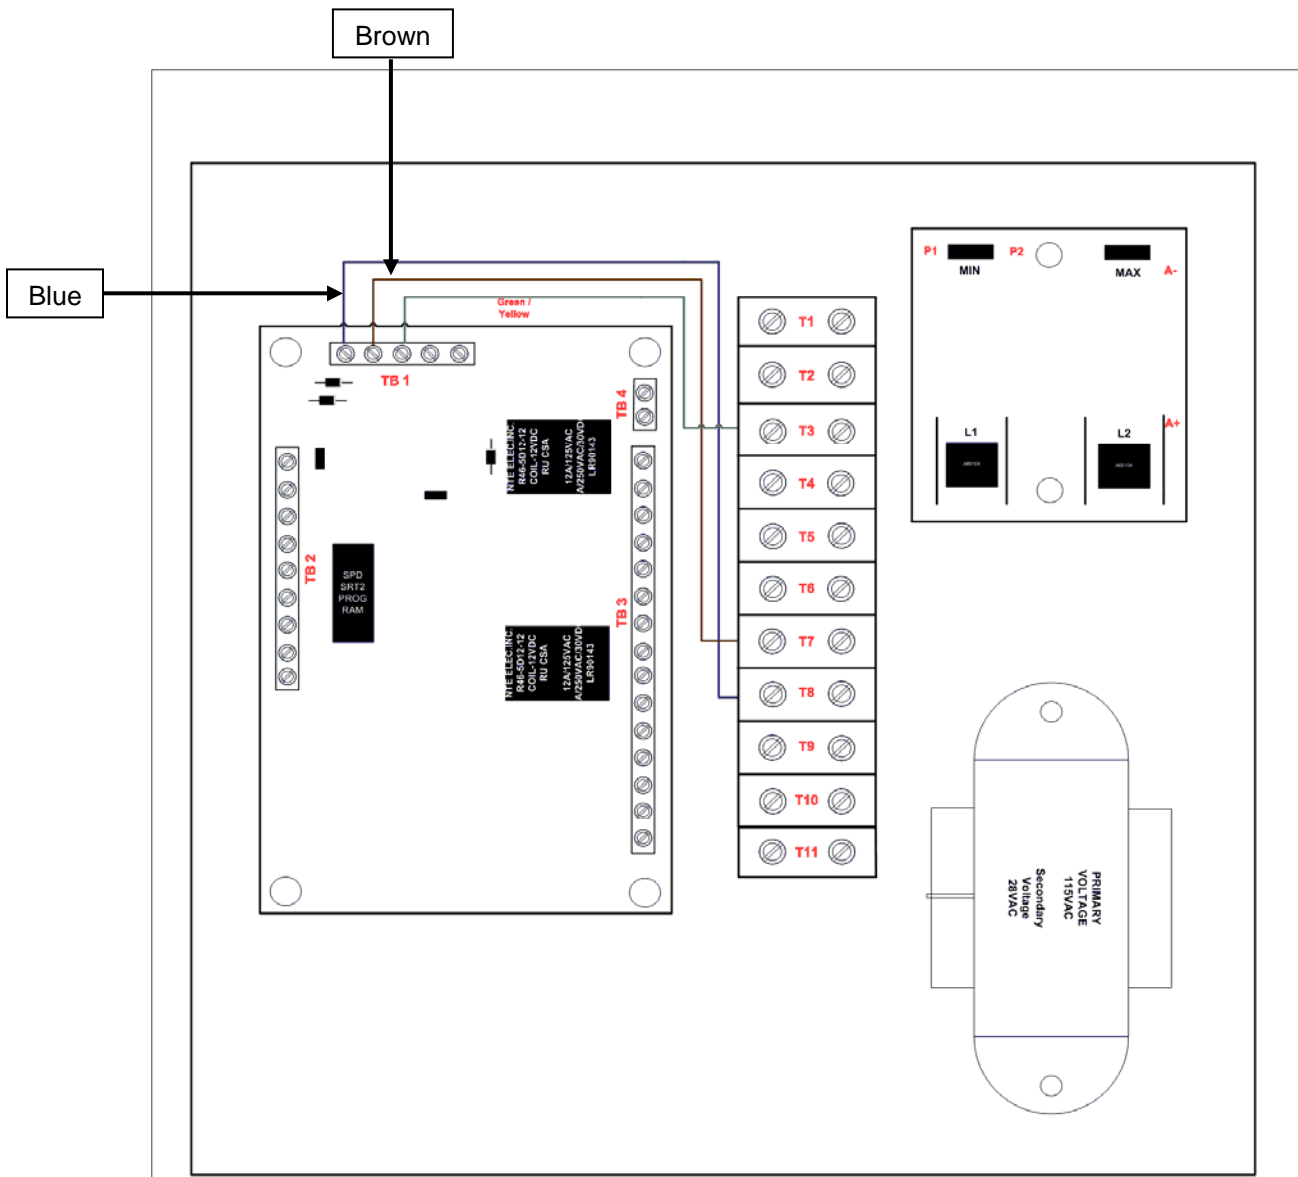 Brown
Blue
P1
MIN
P2
MAX
A-
Green /
Yellow
TB 1
TB 4
TB 2
TB 3
NTE ELEC.INC.
R46-5D12-12
COIL-12VDC
RU CSA
12A/125VAC
A/250VAC/30VD
LR90143
SPD
SRT2
PROG
RAM
NTE ELEC.INC.
R46-5D12-12
COIL-12VDC
RU CSA
12A/125VAC
A/250VAC/30VD
LR90143
T1
T2
T3
T4
T5
T6
T7
T8
T9
T10
T11
L1
L2
A+
PRIMARY
VOLTAGE
115VAC
Secondary
Voltage
28VAC